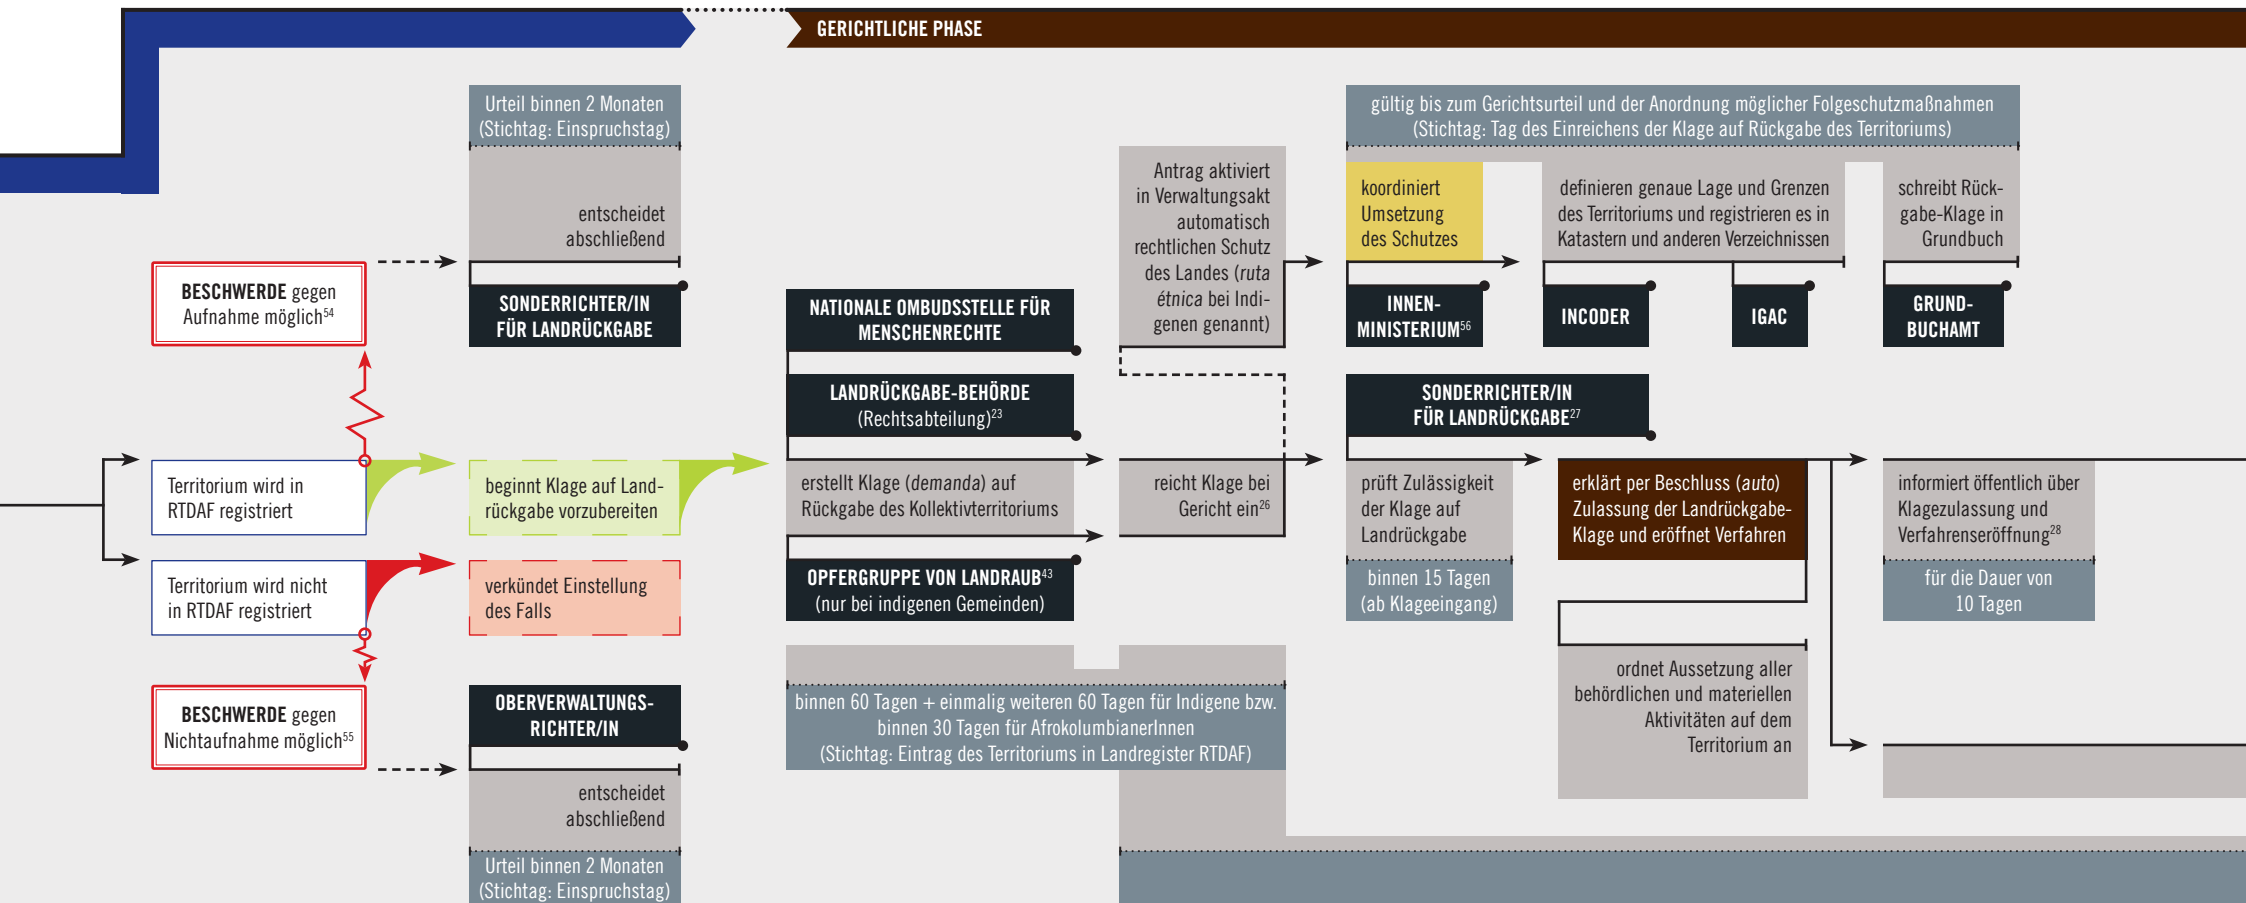 GERICHTLICHE PHASE
Urteil binnen 2 Monaten
(Stichtag: Einspruchstag)
entscheidet
abschließend
SONDERRICHTER/IN
FÜR LANDRÜCKGABE
BESCHWERDE gegen
Aufnahme möglich54
Territorium wird in
RTDAF registriert
beginnt Klage auf Land-
rückgabe vorzubereiten
Territorium wird nicht
in RTDAF registriert
verkündet Einstellung
des Falls
BESCHWERDE gegen
Nichtaufnahme möglich55
OBERVERWALTUNGS-
RICHTER/IN
entscheidet
abschließend
Urteil binnen 2 Monaten
(Stichtag: Einspruchstag)
NATIONALE OMBUDSSTELLE FÜR
MENSCHENRECHTE
LANDRÜCKGABE-BEHÖRDE
(Rechtsabteilung)23
erstellt Klage (demanda) auf
Rückgabe des Kollektivterritoriums
OPFERGRUPPE VON LANDRAUB43
(nur bei indigenen Gemeinden)
binnen 60 Tagen + einmalig weiteren 60 Tagen für Indigene bzw.
binnen 30 Tagen für AfrokolumbianerInnen
(Stichtag: Eintrag des Territoriums in Landregister RTDAF)
Antrag aktiviert
in Verwaltungsakt
automatisch
rechtlichen Schutz
des Landes (ruta
étnica bei Indi-
genen genannt)
reicht Klage bei
Gericht ein26
gültig bis zum Gerichtsurteil und der Anordnung möglicher Folgeschutzmaßnahmen
(Stichtag: Tag des Einreichens der Klage auf Rückgabe des Territoriums)
koordiniert
Umsetzung
des Schutzes
INNEN-
MINISTERIUM56
definieren genaue Lage und Grenzen
des Territoriums und registrieren es in
Katastern und anderen Verzeichnissen
INCODER
IGAC
schreibt Rück-
gabe-Klage in
Grundbuch
GRUND-
BUCHAMT
SONDERRICHTER/IN
FÜR LANDRÜCKGABE27
prüft Zulässigkeit
der Klage auf
Landrückgabe
binnen 15 Tagen
(ab Klageeingang)
erklärt per Beschluss (auto)
Zulassung der Landrückgabe-
Klage und eröffnet Verfahren
ordnet Aussetzung aller
behördlichen und materiellen
Aktivitäten auf dem
Territorium an
informiert öffentlich über
Klagezulassung und
Verfahrenseröffnung28
für die Dauer von
10 Tagen